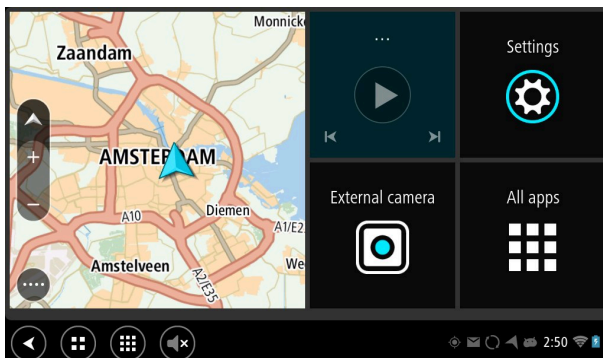 Monnick
Zaandam
AMSTERDAM
A10
Diemen
A1/E2
Amstelveen
A2/E35
We
...
Settings
External camera
All apps
2:50